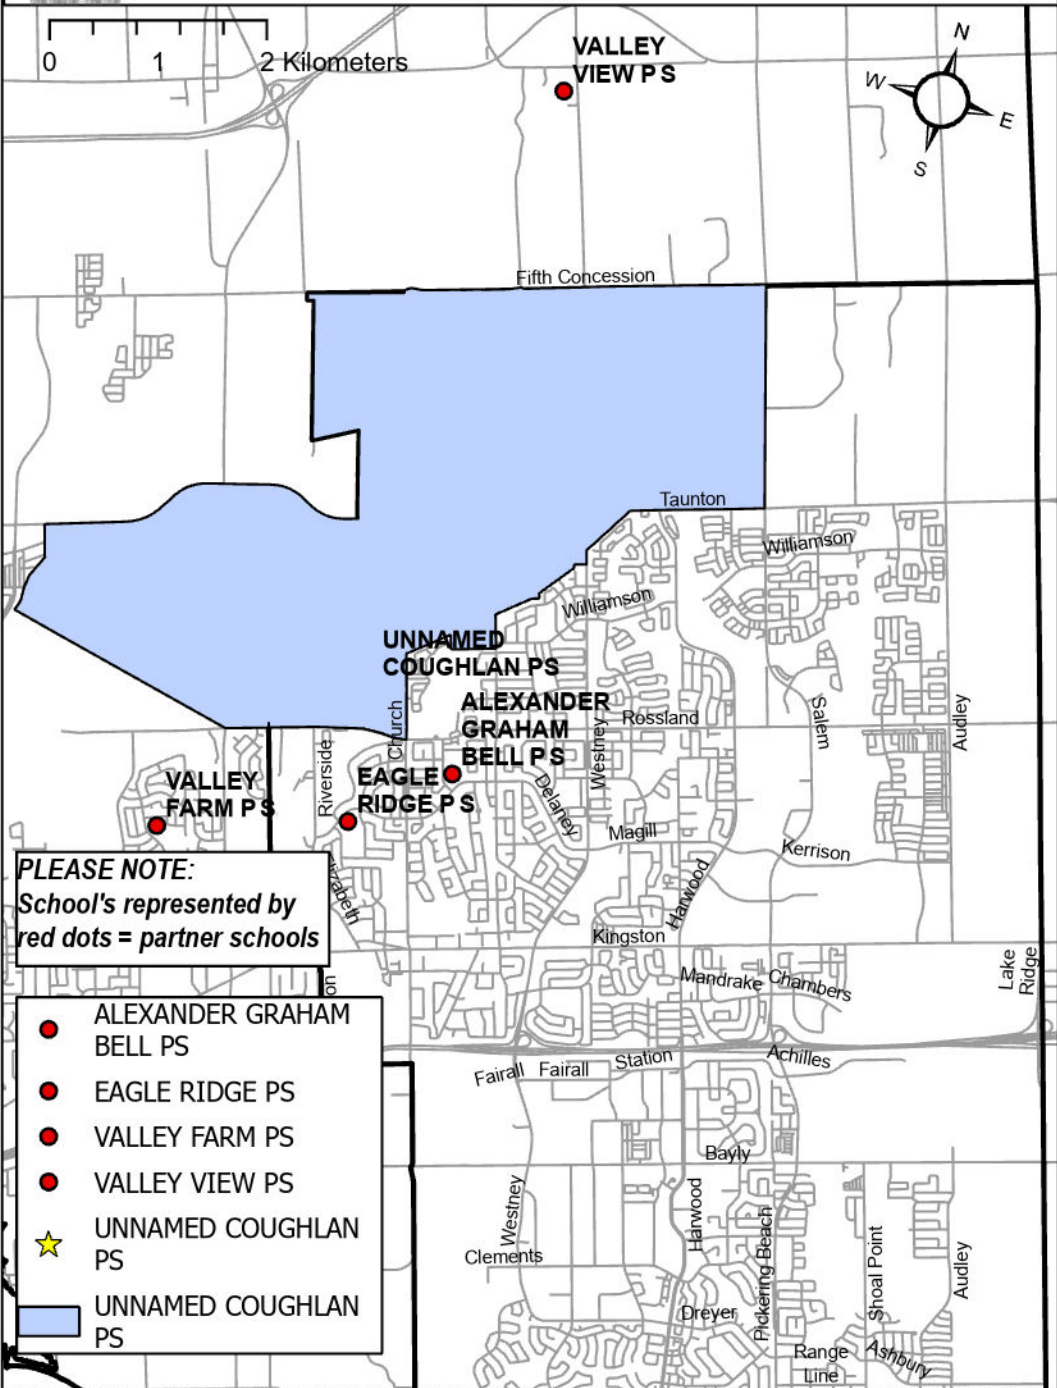 0 1 2 Kilometers
VALLEY
VIEW P S
N
W
E
S
Fifth Concession
Taunton
Williamson
Williamson
UNNAMED
COUGHLAN PS
ALEXANDER
GRAHAM
BELL P S
Rossland
Church
Westney
Salem
Audley
Riverside
EAGLE
RIDGE P S
VALLEY
FARM P S
Delaney
Magill
Kerrison
Harwood
Elizabeth
PLEASE NOTE:
School's represented by
red dots = partner schools
Kingston
Mandrake
Chambers
Lake
Ridge
on
Station
Achilles
Fairall
Fairall
Bayly
Westney
Harwood
Pickering Beach
Shoal Point
Audley
Clements
Dreyer
Range
Line
Ashbury
ALEXANDER GRAHAM
BELL PS
EAGLE RIDGE PS
VALLEY FARM PS
VALLEY VIEW PS
UNNAMED COUGHLAN
PS
UNNAMED COUGHLAN
PS